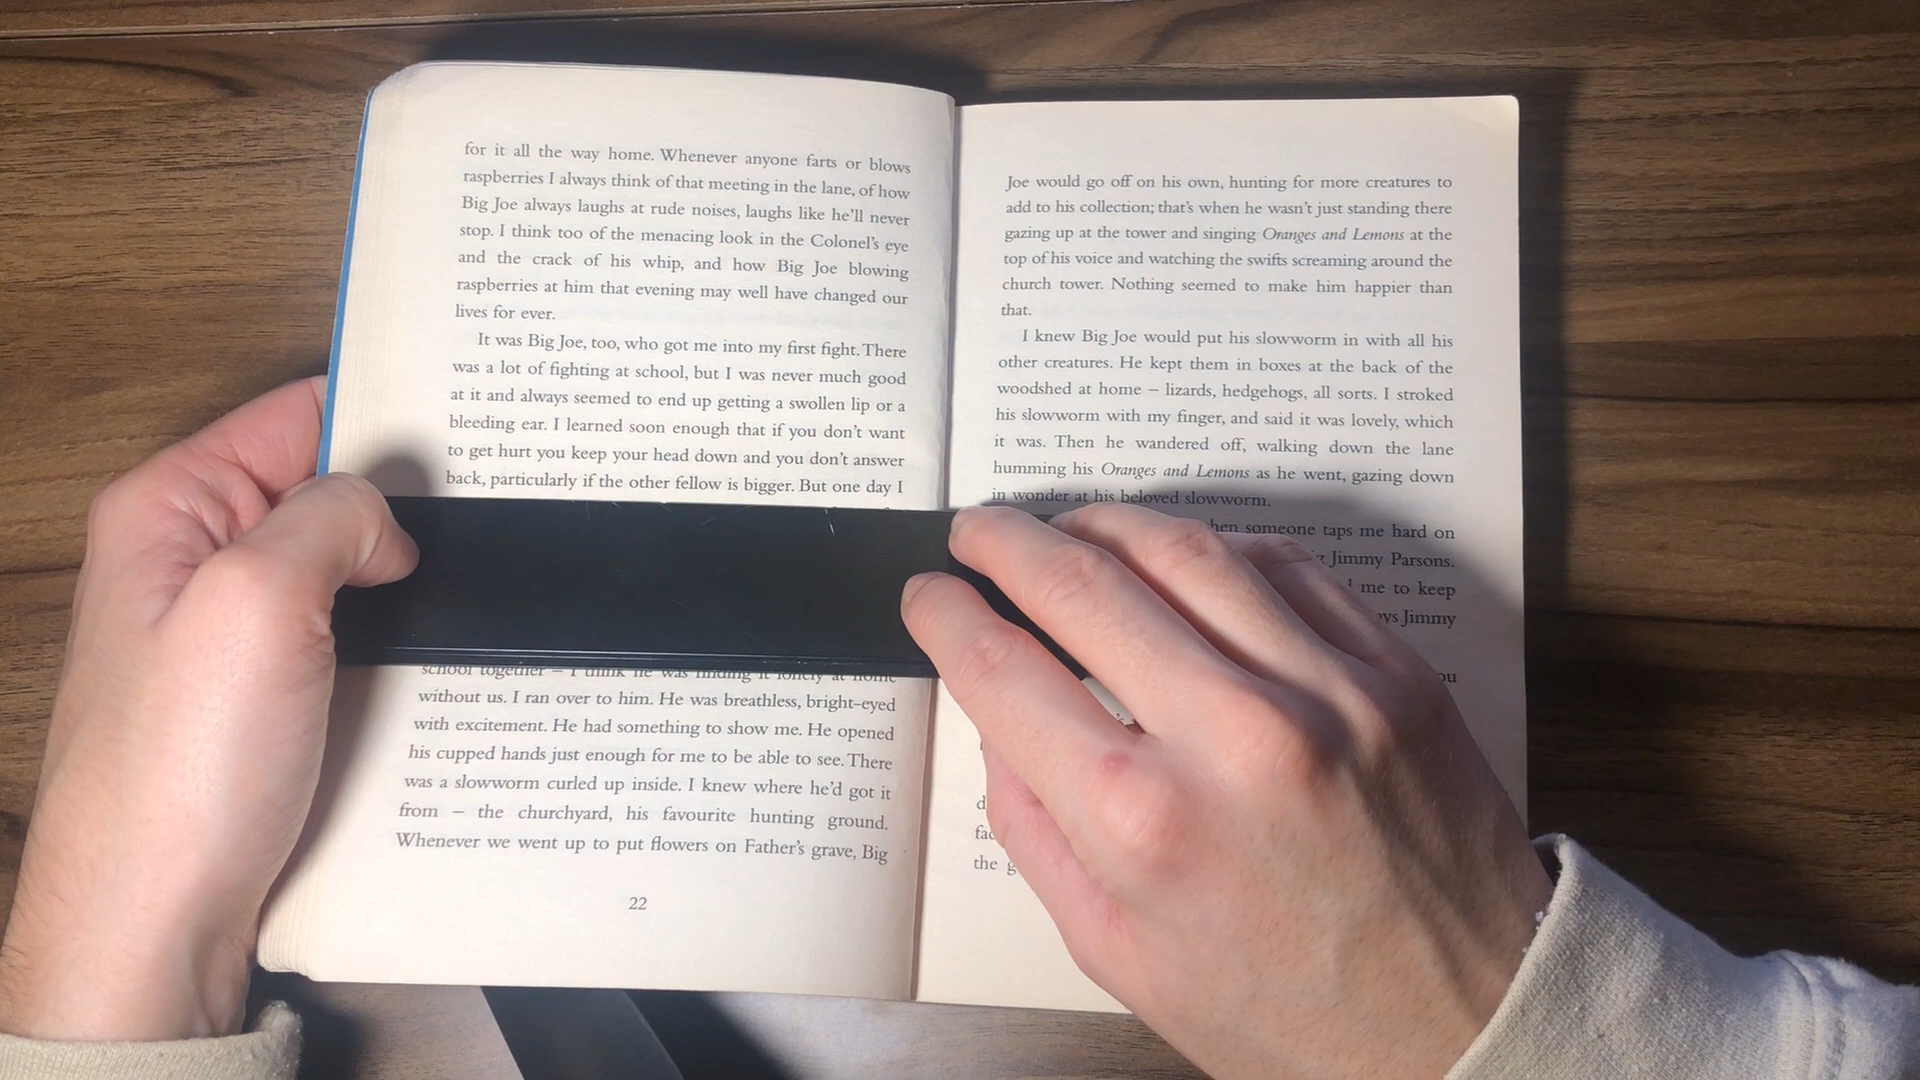 for it all the way home. Whenever anyone farts or blows
raspberries I always think of that meeting in the lane, of how
Big Joe always laughs at rude noises, laughs like he'll never
stop. I think too of the menacing look in the Colonel's eye
and the crack of his whip, and how Big Joe blowing
raspberries at him that evening may well have changed our
lives for ever.
It was Big Joe, too, who got me into my first fight. There
was a lot of fighting at school, but I was never much good
at it and always seemed to end up getting a swollen lip or a
bleeding ear. I learned soon enough that if you don't want
to get hurt you keep your head down and you don't answer
back, particularly if the other fellow is bigger. But one day I
school together – I think he was finding it lonely at home
without us. I ran over to him. He was breathless, bright-eyed
with excitement. He had something to show me. He opened
his cupped hands just enough for me to be able to see. There
was a slowworm curled up inside. I knew where he'd got it
from – the churchyard, his favourite hunting ground.
Whenever we went up to put flowers on Father's grave, Big
22
Joe would go off on his own, hunting for more creatures to
add to his collection; that's when he wasn't just standing there
gazing up at the tower and singing Oranges and Lemons at the
top of his voice and watching the swifts screaming around the
church tower. Nothing seemed to make him happier than
that.
I knew Big Joe would put his slowworm in with all his
other creatures. He kept them in boxes at the back of the
woodshed at home – lizards, hedgehogs, all sorts. I stroked
his slowworm with my finger, and said it was lovely, which
it was. Then he wandered off, walking down the lane
humming his Oranges and Lemons as he went, gazing down
in wonder at his beloved slowworm.
someone taps me hard on
Jimmy Parsons.
me to keep
Jimmy
the